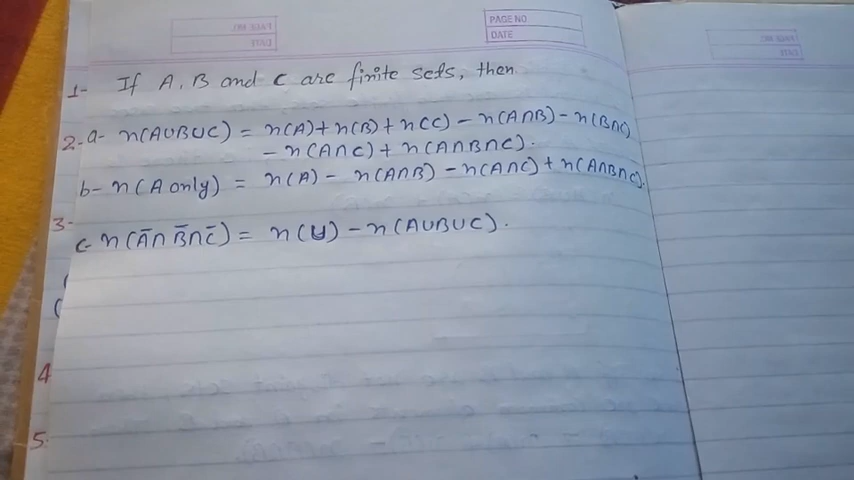 PAGE NO
DATE
1- If A, B and C are finite sets, then
2- a- n(A∪B∪C) = n(A) + n(B) + n(C) - n(A∩B) - n(B∩C)
- n(A∩C) + n(A∩B∩C).
b- n(A only) = n(A) - n(A∩B) - n(A∩C) + n(A∩B∩C).
3-
c- n(A̅∩B̅∩C̅) = n(U) - n(A∪B∪C).
4
5-